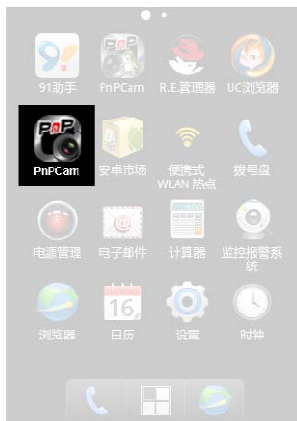 91助手
PnPCam
R.E.管理器
UC浏览器
PnP
PnPCam
安卓市场
便携式
WLAN 热点
拨号盘
电源管理
电子邮件
计算器
监控报警系
统
16
浏览器
日历
设置
时钟